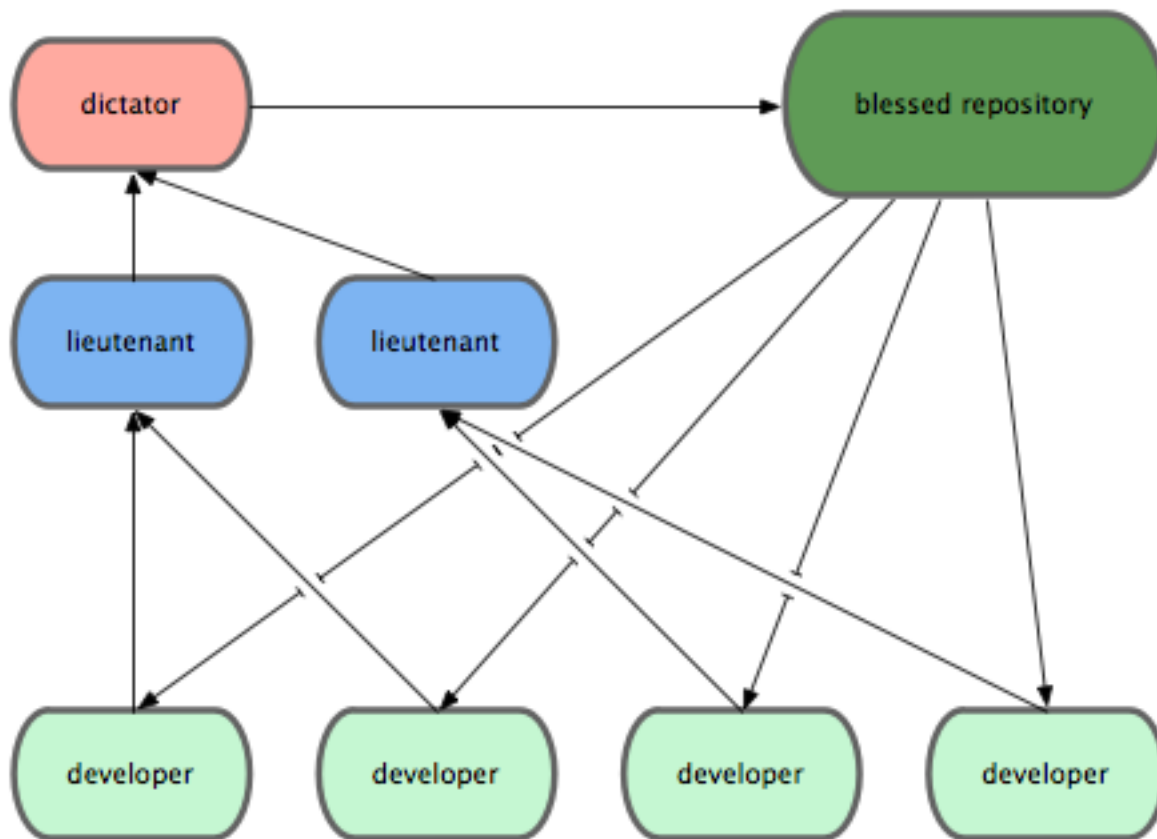 dictator
blessed repository
lieutenant
lieutenant
developer
developer
developer
developer